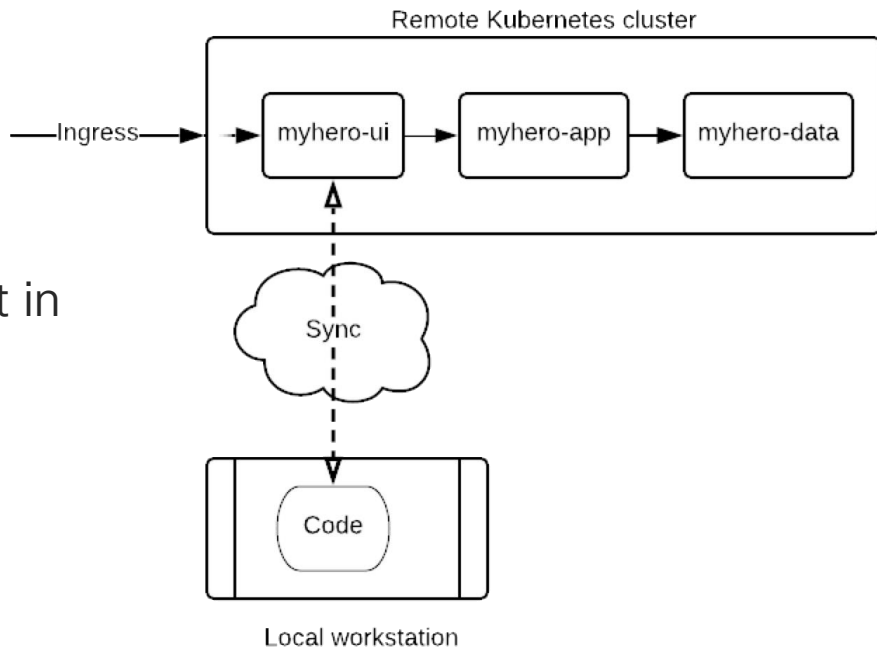 Remote Kubernetes cluster
Ingress
myhero-ui
myhero-app
myhero-data
t in
Sync
Code
Local workstation